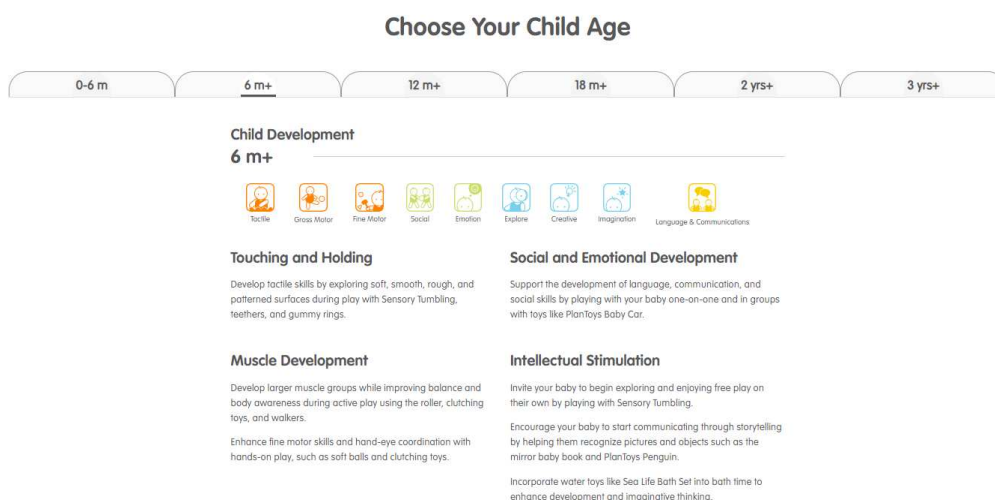 Choose Your Child Age
0-6 m
6 m+
12 m+
18 m+
2 yrs+
3 yrs+
Child Development
6 m+
Tactile
Gross Motor
Fine Motor
Social
Emotion
Explore
Creative
Imagination
Language & Communications
Touching and Holding
Develop tactile skills by exploring soft, smooth, rough, and
patterned surfaces during play with Sensory Tumbling,
teethers, and gummy rings.
Social and Emotional Development
Support the development of language, communication, and
social skills by playing with your baby one-on-one and in groups
with toys like PlanToys Baby Car.
Muscle Development
Develop larger muscle groups while improving balance and
body awareness during active play using the roller, clutching
toys, and walkers.
Enhance fine motor skills and hand-eye coordination with
hands-on play, such as soft balls and clutching toys.
Intellectual Stimulation
Invite your baby to begin exploring and enjoying free play on
their own by playing with Sensory Tumbling.
Encourage your baby to start communicating through storytelling
by helping them recognize pictures and objects such as the
mirror baby book and PlanToys Penguin.
Incorporate water toys like Sea Life Bath Set into bath time to
enhance development and imaginative thinking.